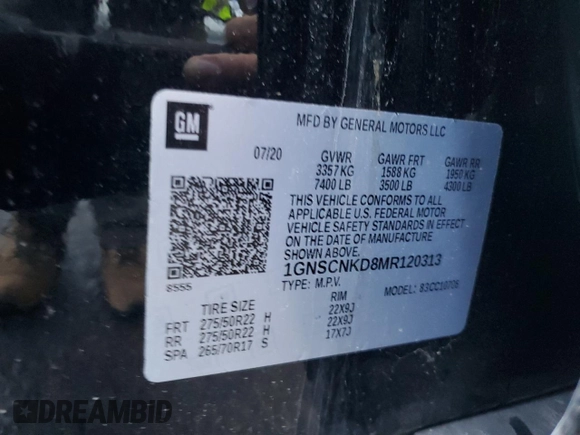 GM
MFD BY GENERAL MOTORS LLC
07/20 GVWR GAWR FRT GAWR RR
3357 KG 1588 KG 1950 KG
7400 LB 3500 LB 4300 LB
THIS VEHICLE CONFORMS TO ALL
APPLICABLE U.S. FEDERAL MOTOR
VEHICLE SAFETY STANDARDS IN EFFECT
ON THE DATE OF MANUFACTURE
SHOWN ABOVE.
8555 1GNSCNKD8MR120313
TYPE: M.P.V. MODEL:
TIRE SIZE RIM
FRT 275/50R22 H 22X9J
RR 275/50R22 H 22X9J
SPA 265/70R17 S 17X7J
DREAMBID